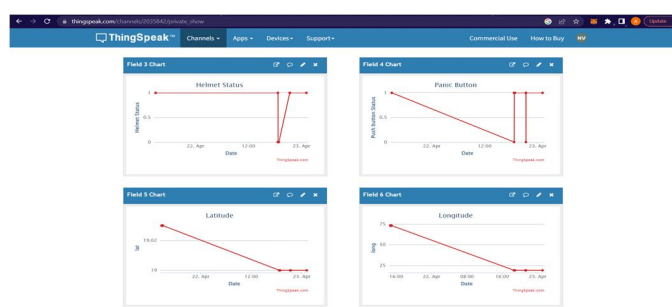 thingspeak.com/channels/2035842/private_show
Update
ThingSpeak™ Channels Apps Devices Support Commercial Use How to Buy NV
Field 3 Chart
Helmet Status
Helmet Status
1
0.5
0
22. Apr 12:00 23. Apr
Date
ThingSpeak.com
Field 4 Chart
Panic Button
Push button Status
1
0.5
0
22. Apr 12:00 23. Apr
Date
ThingSpeak.com
Field 5 Chart
Latitude
lat
19.02
19
22. Apr 12:00 23. Apr
Date
ThingSpeak.com
Field 6 Chart
Longitude
long
75
50
25
16:00 22. Apr 08:00 16:00 23. Apr
Date
ThingSpeak.com